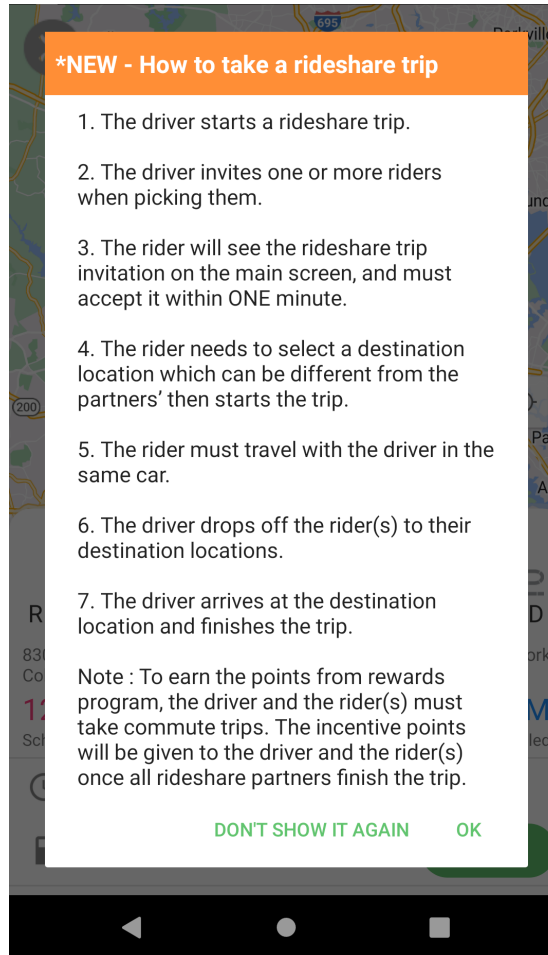 695
*NEW - How to take a rideshare trip
1. The driver starts a rideshare trip.
2. The driver invites one or more riders
when picking them.
3. The rider will see the rideshare trip
invitation on the main screen, and must
accept it within ONE minute.
4. The rider needs to select a destination
location which can be different from the
partners’ then starts the trip.
200
5. The rider must travel with the driver in the
same car.
6. The driver drops off the rider(s) to their
destination locations.
7. The driver arrives at the destination
location and finishes the trip.
Note : To earn the points from rewards
program, the driver and the rider(s) must
take commute trips. The incentive points
will be given to the driver and the rider(s)
once all rideshare partners finish the trip.
DON'T SHOW IT AGAIN OK